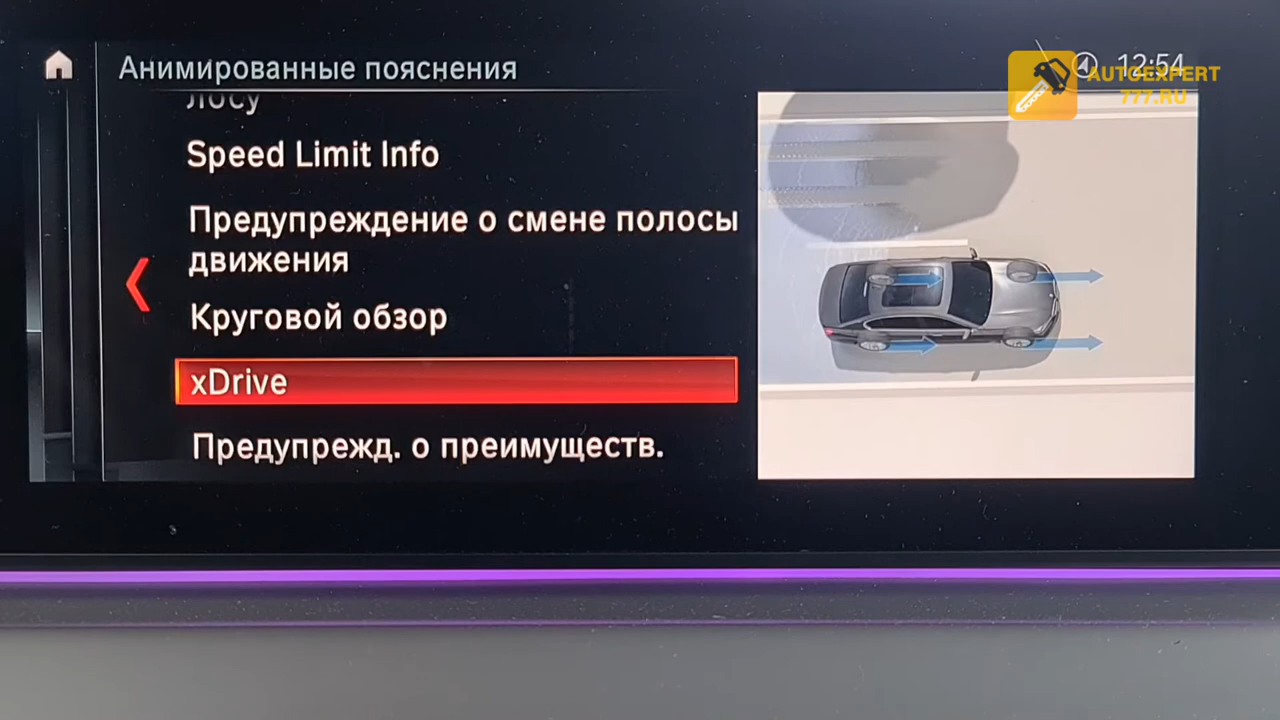 Анимированные пояснения
12:54
AUTOEXPERT
777.RU
лосу
Speed Limit Info
Предупреждение о смене полосы
движения
Круговой обзор
xDrive
Предупрежд. о преимуществ.